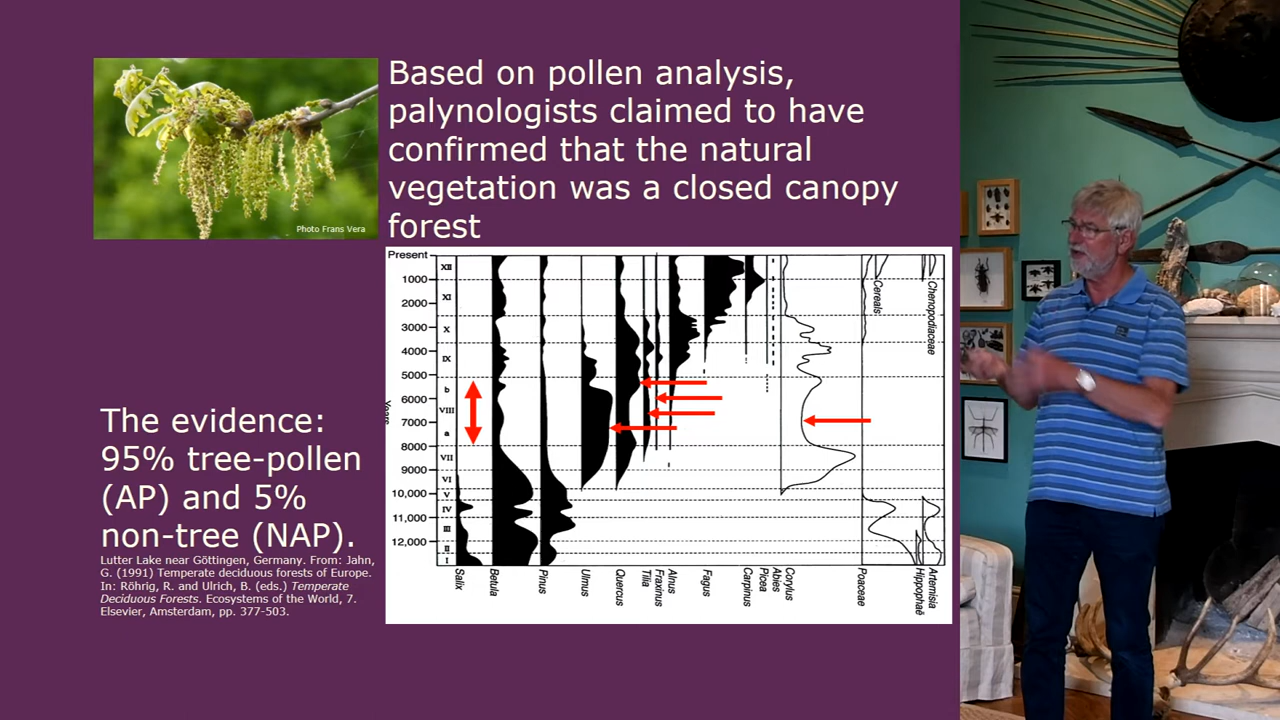 Based on pollen analysis,
palynologists claimed to have
confirmed that the natural
vegetation was a closed canopy
forest
Photo Frans Vera
The evidence:
95% tree-pollen
(AP) and 5%
non-tree (NAP).
Lutter Lake near Göttingen, Germany. From: Jahn,
G. (1991) Temperate deciduous forests of Europe.
In: Röhrig, R. and Ulrich, B. (eds.) Temperate
Deciduous Forests. Ecosystems of the World, 7.
Elsevier, Amsterdam, pp. 377-503.
Present
1000
2000
3000
4000
5000
6000
7000
8000
9000
10,000
11,000
12,000
Years
XII
XI
X
IX
b
VIII
a
VII
VI
V
IV
III
II
I
Cereals
Chenopodiaceae
Salix
Betula
Pinus
Ulmus
Quercus
Tilia
Fraxinus
Alnus
Fagus
Carpinus
Picea
Abies
Corylus
Poaceae
Hippophaë
Artemisia